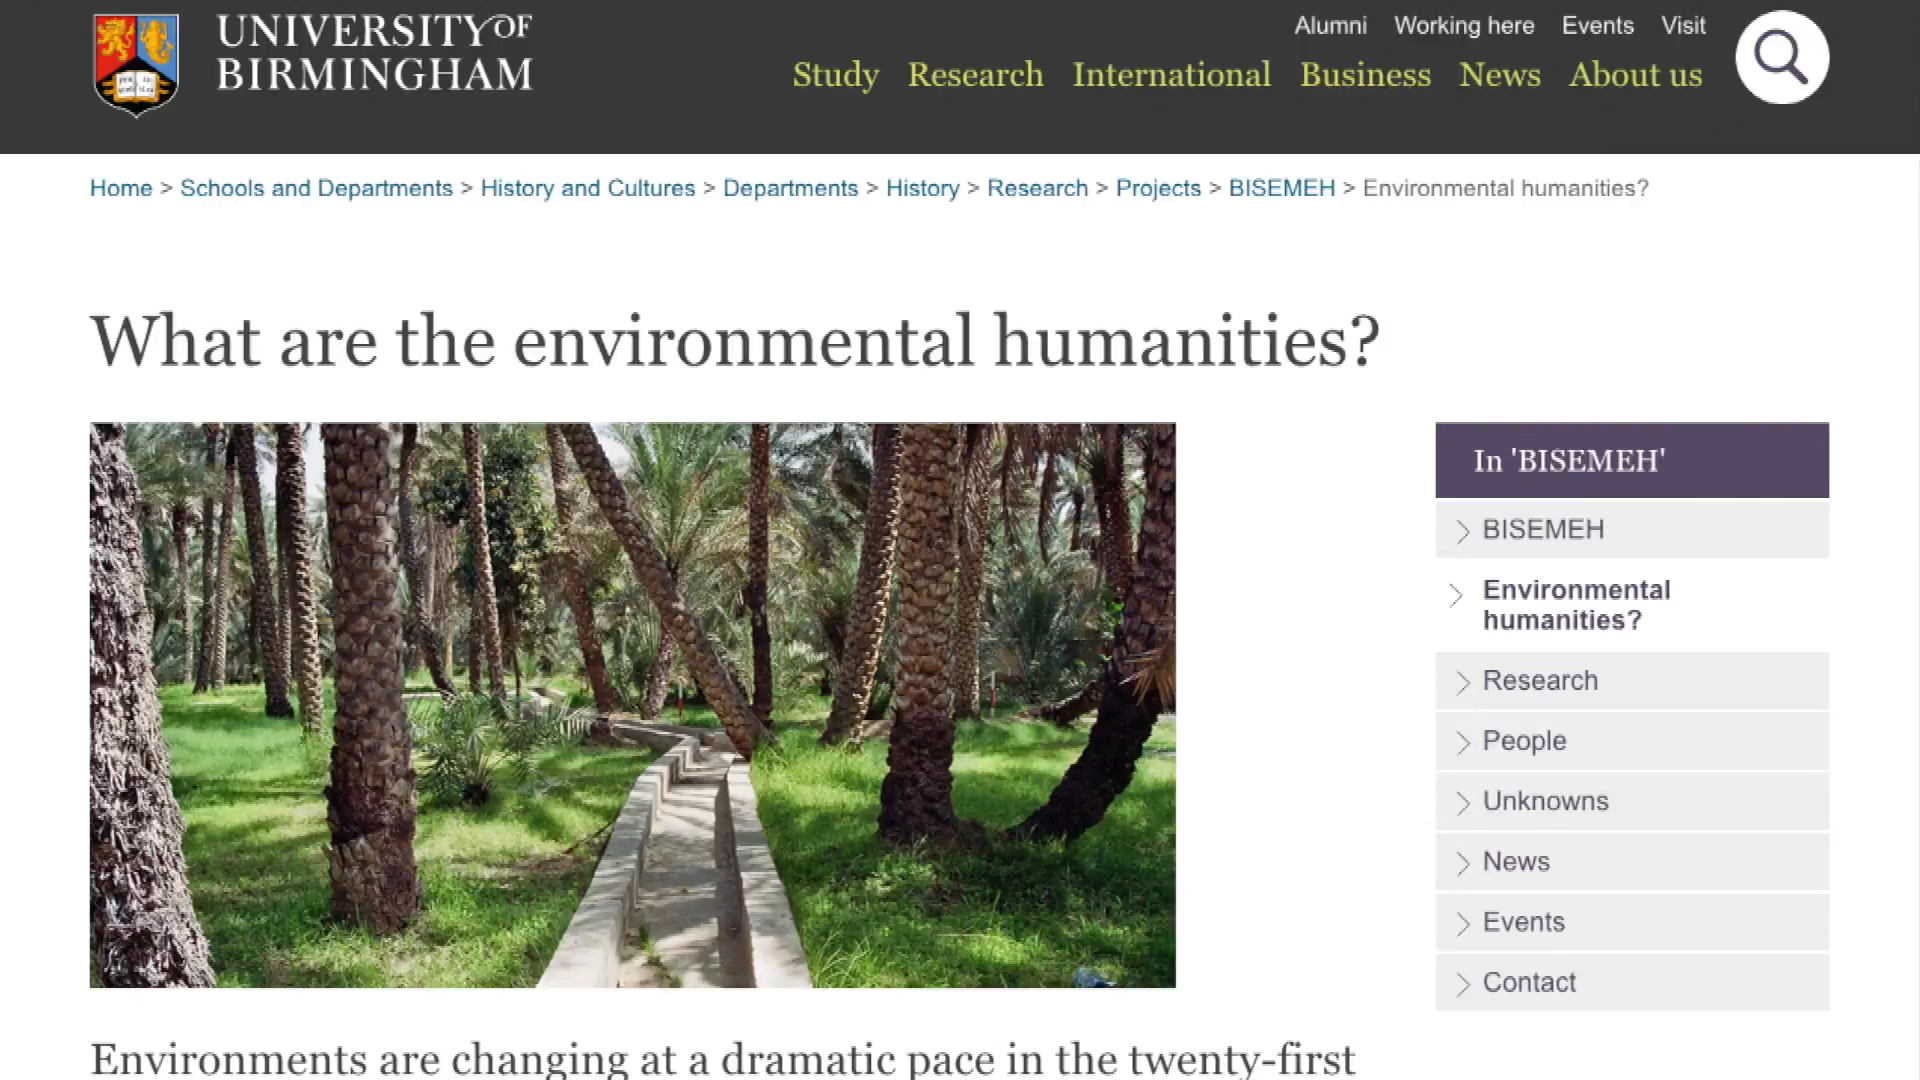 UNIVERSITY OF
BIRMINGHAM
Alumni Working here Events Visit
Study Research International Business News About us
Home > Schools and Departments > History and Cultures > Departments > History > Research > Projects > BISEMEH > Environmental humanities?
What are the environmental humanities?
In 'BISEMEH'
BISEMEH
Environmental
humanities?
Research
People
Unknowns
News
Events
Contact
Environments are changing at a dramatic pace in the twenty-first